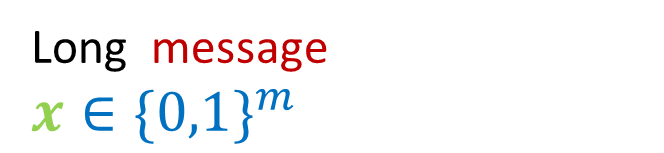 Long message
𝒙 ∈ {0,1}ᵐ